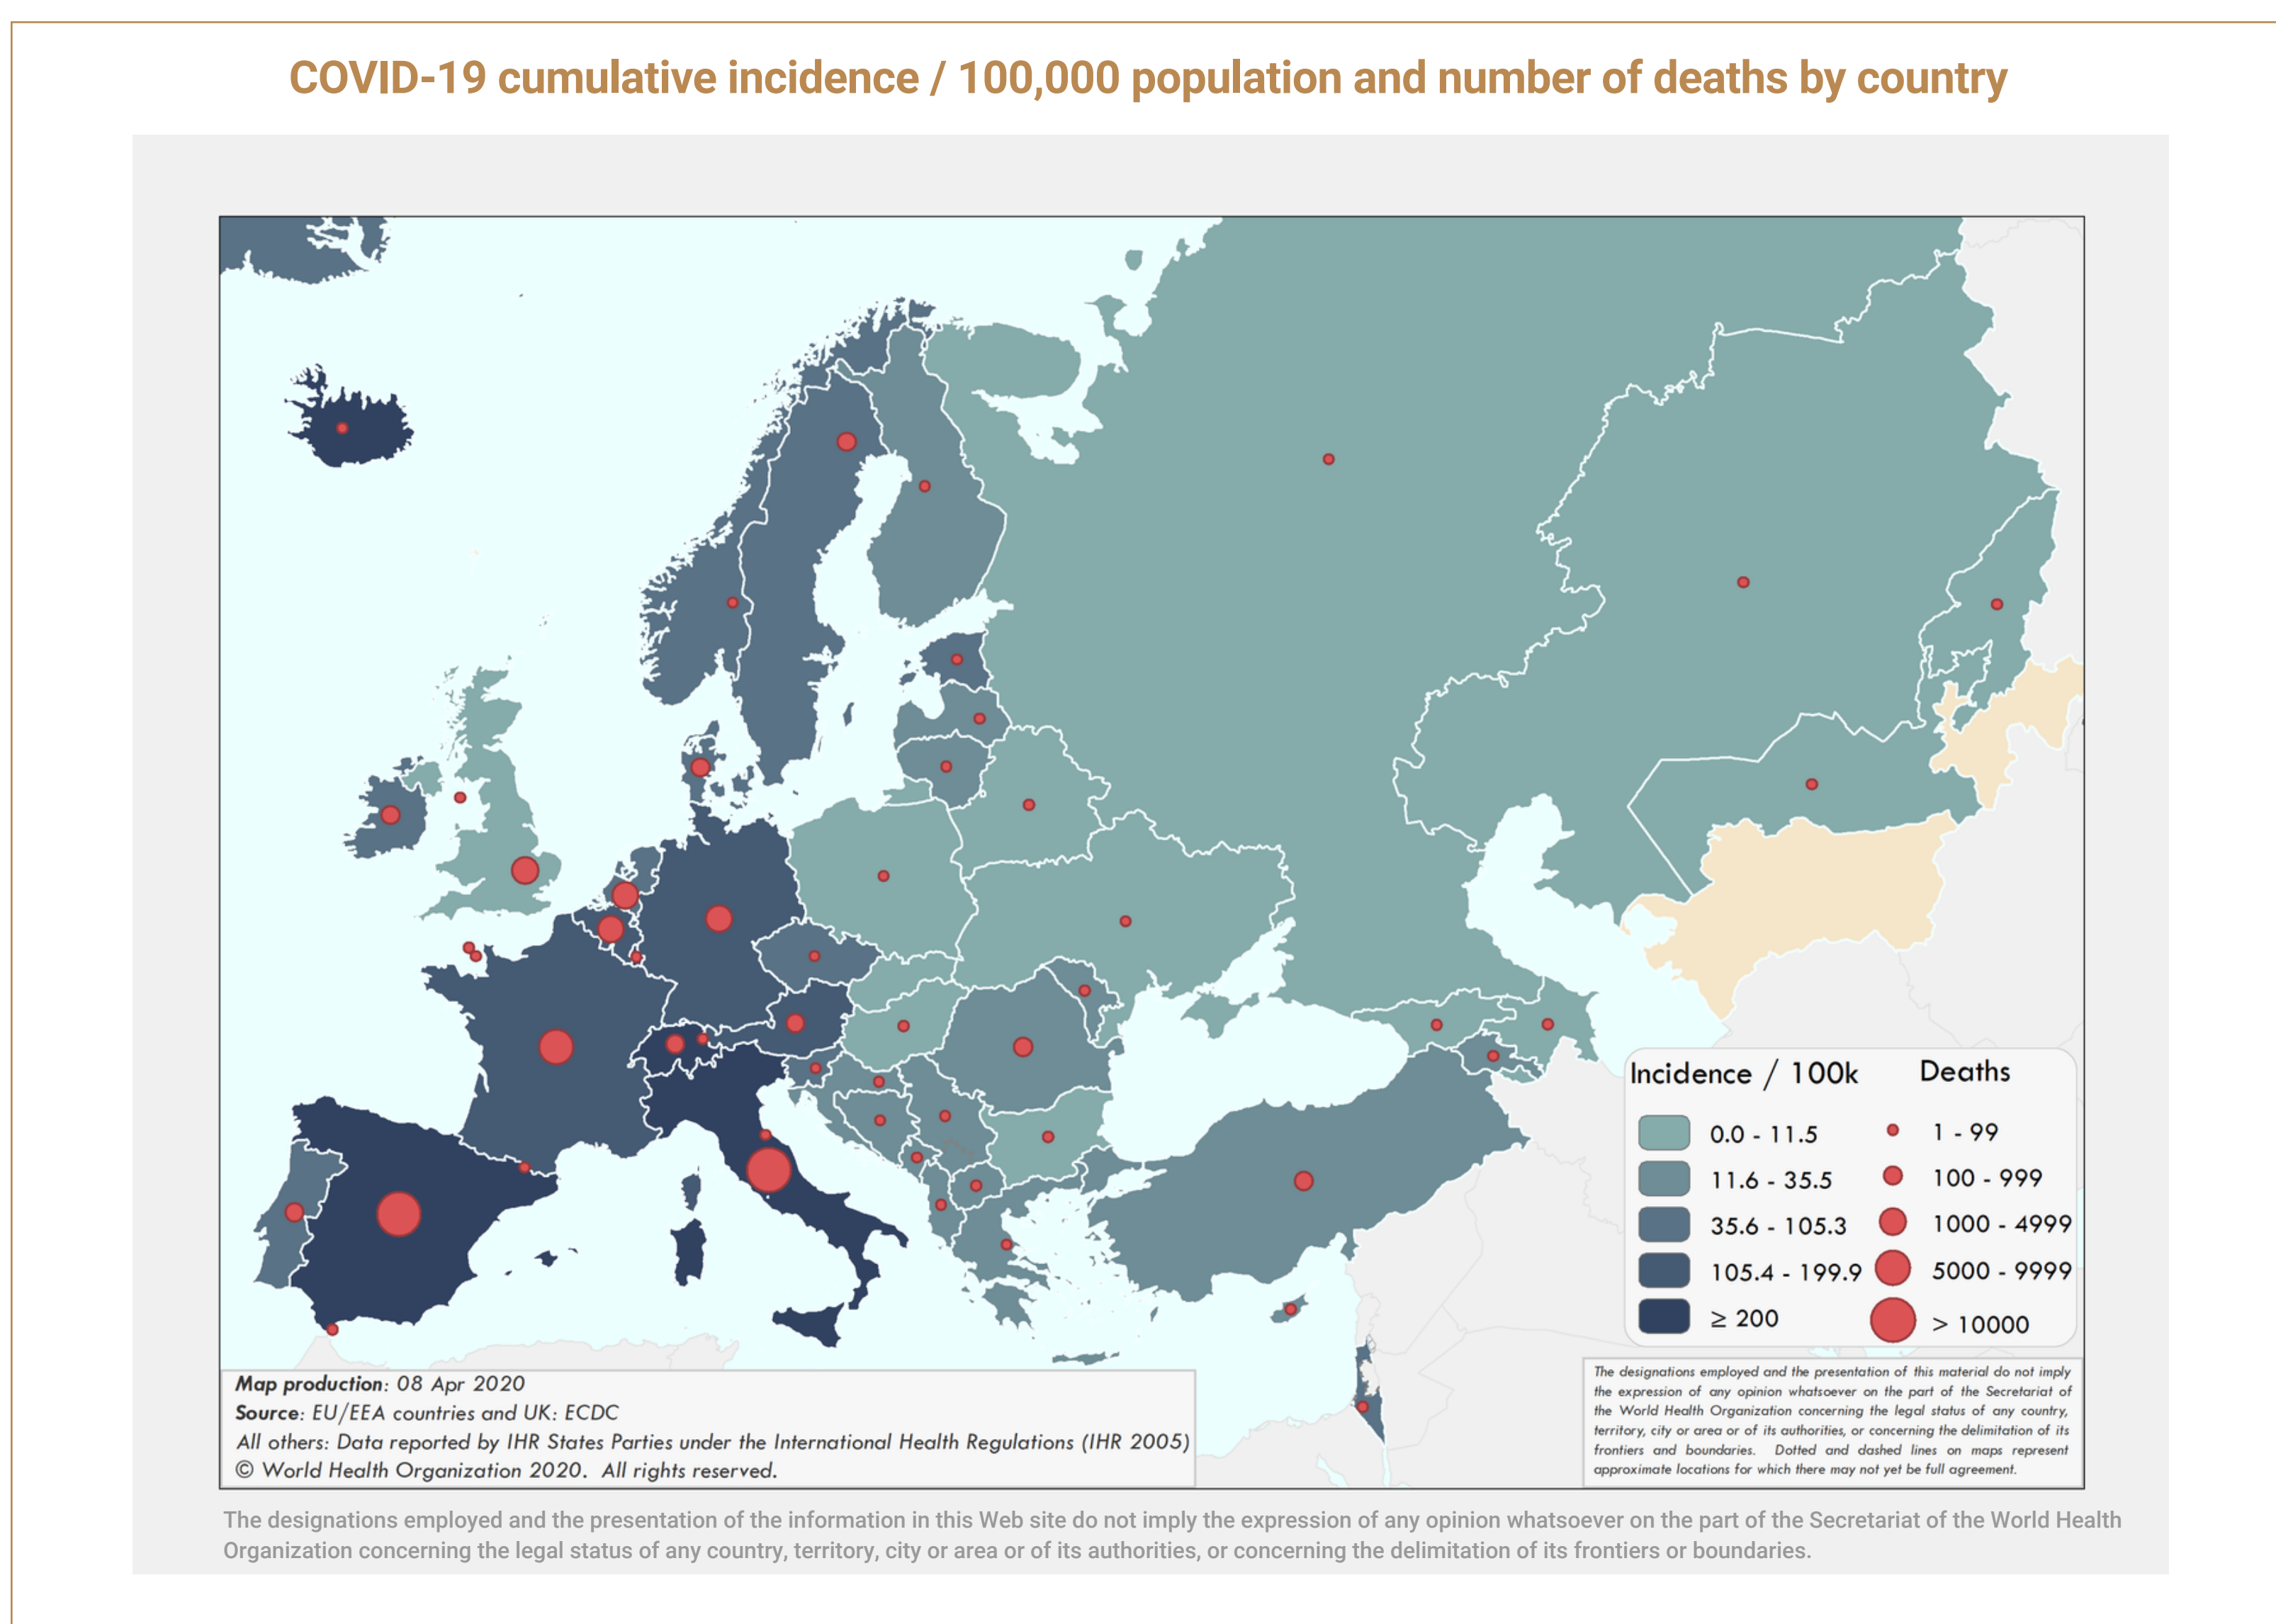 COVID-19 cumulative incidence / 100,000 population and number of deaths by country
Incidence / 100k
Deaths
0.0 - 11.5
1 - 99
11.6 - 35.5
100 - 999
35.6 - 105.3
1000 - 4999
105.4 - 199.9
5000 - 9999
≥ 200
> 10000
Map production: 08 Apr 2020
Source: EU/EEA countries and UK: ECDC
All others: Data reported by IHR States Parties under the International Health Regulations (IHR 2005)
© World Health Organization 2020. All rights reserved.
The designations employed and the presentation of this material do not imply
the expression of any opinion whatsoever on the part of the Secretariat of
the World Health Organization concerning the legal status of any country,
territory, city or area or of its authorities, or concerning the delimitation of its
frontiers and boundaries. Dotted and dashed lines on maps represent
approximate locations for which there may not yet be full agreement.
The designations employed and the presentation of the information in this Web site do not imply the expression of any opinion whatsoever on the part of the Secretariat of the World Health
Organization concerning the legal status of any country, territory, city or area or of its authorities, or concerning the delimitation of its frontiers or boundaries.